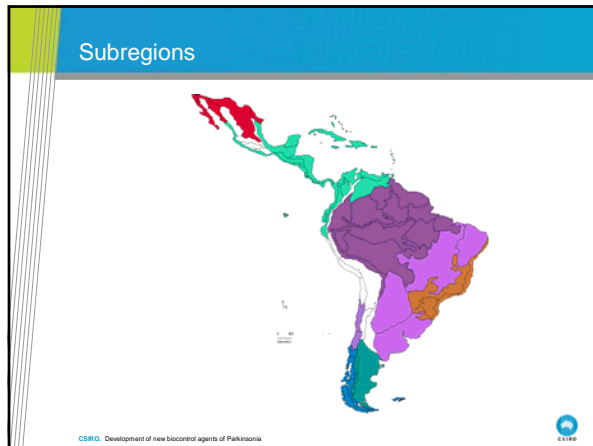 Subregions
CSIRO. Development of new biocontrol agents of Parkinsonia
CSIRO